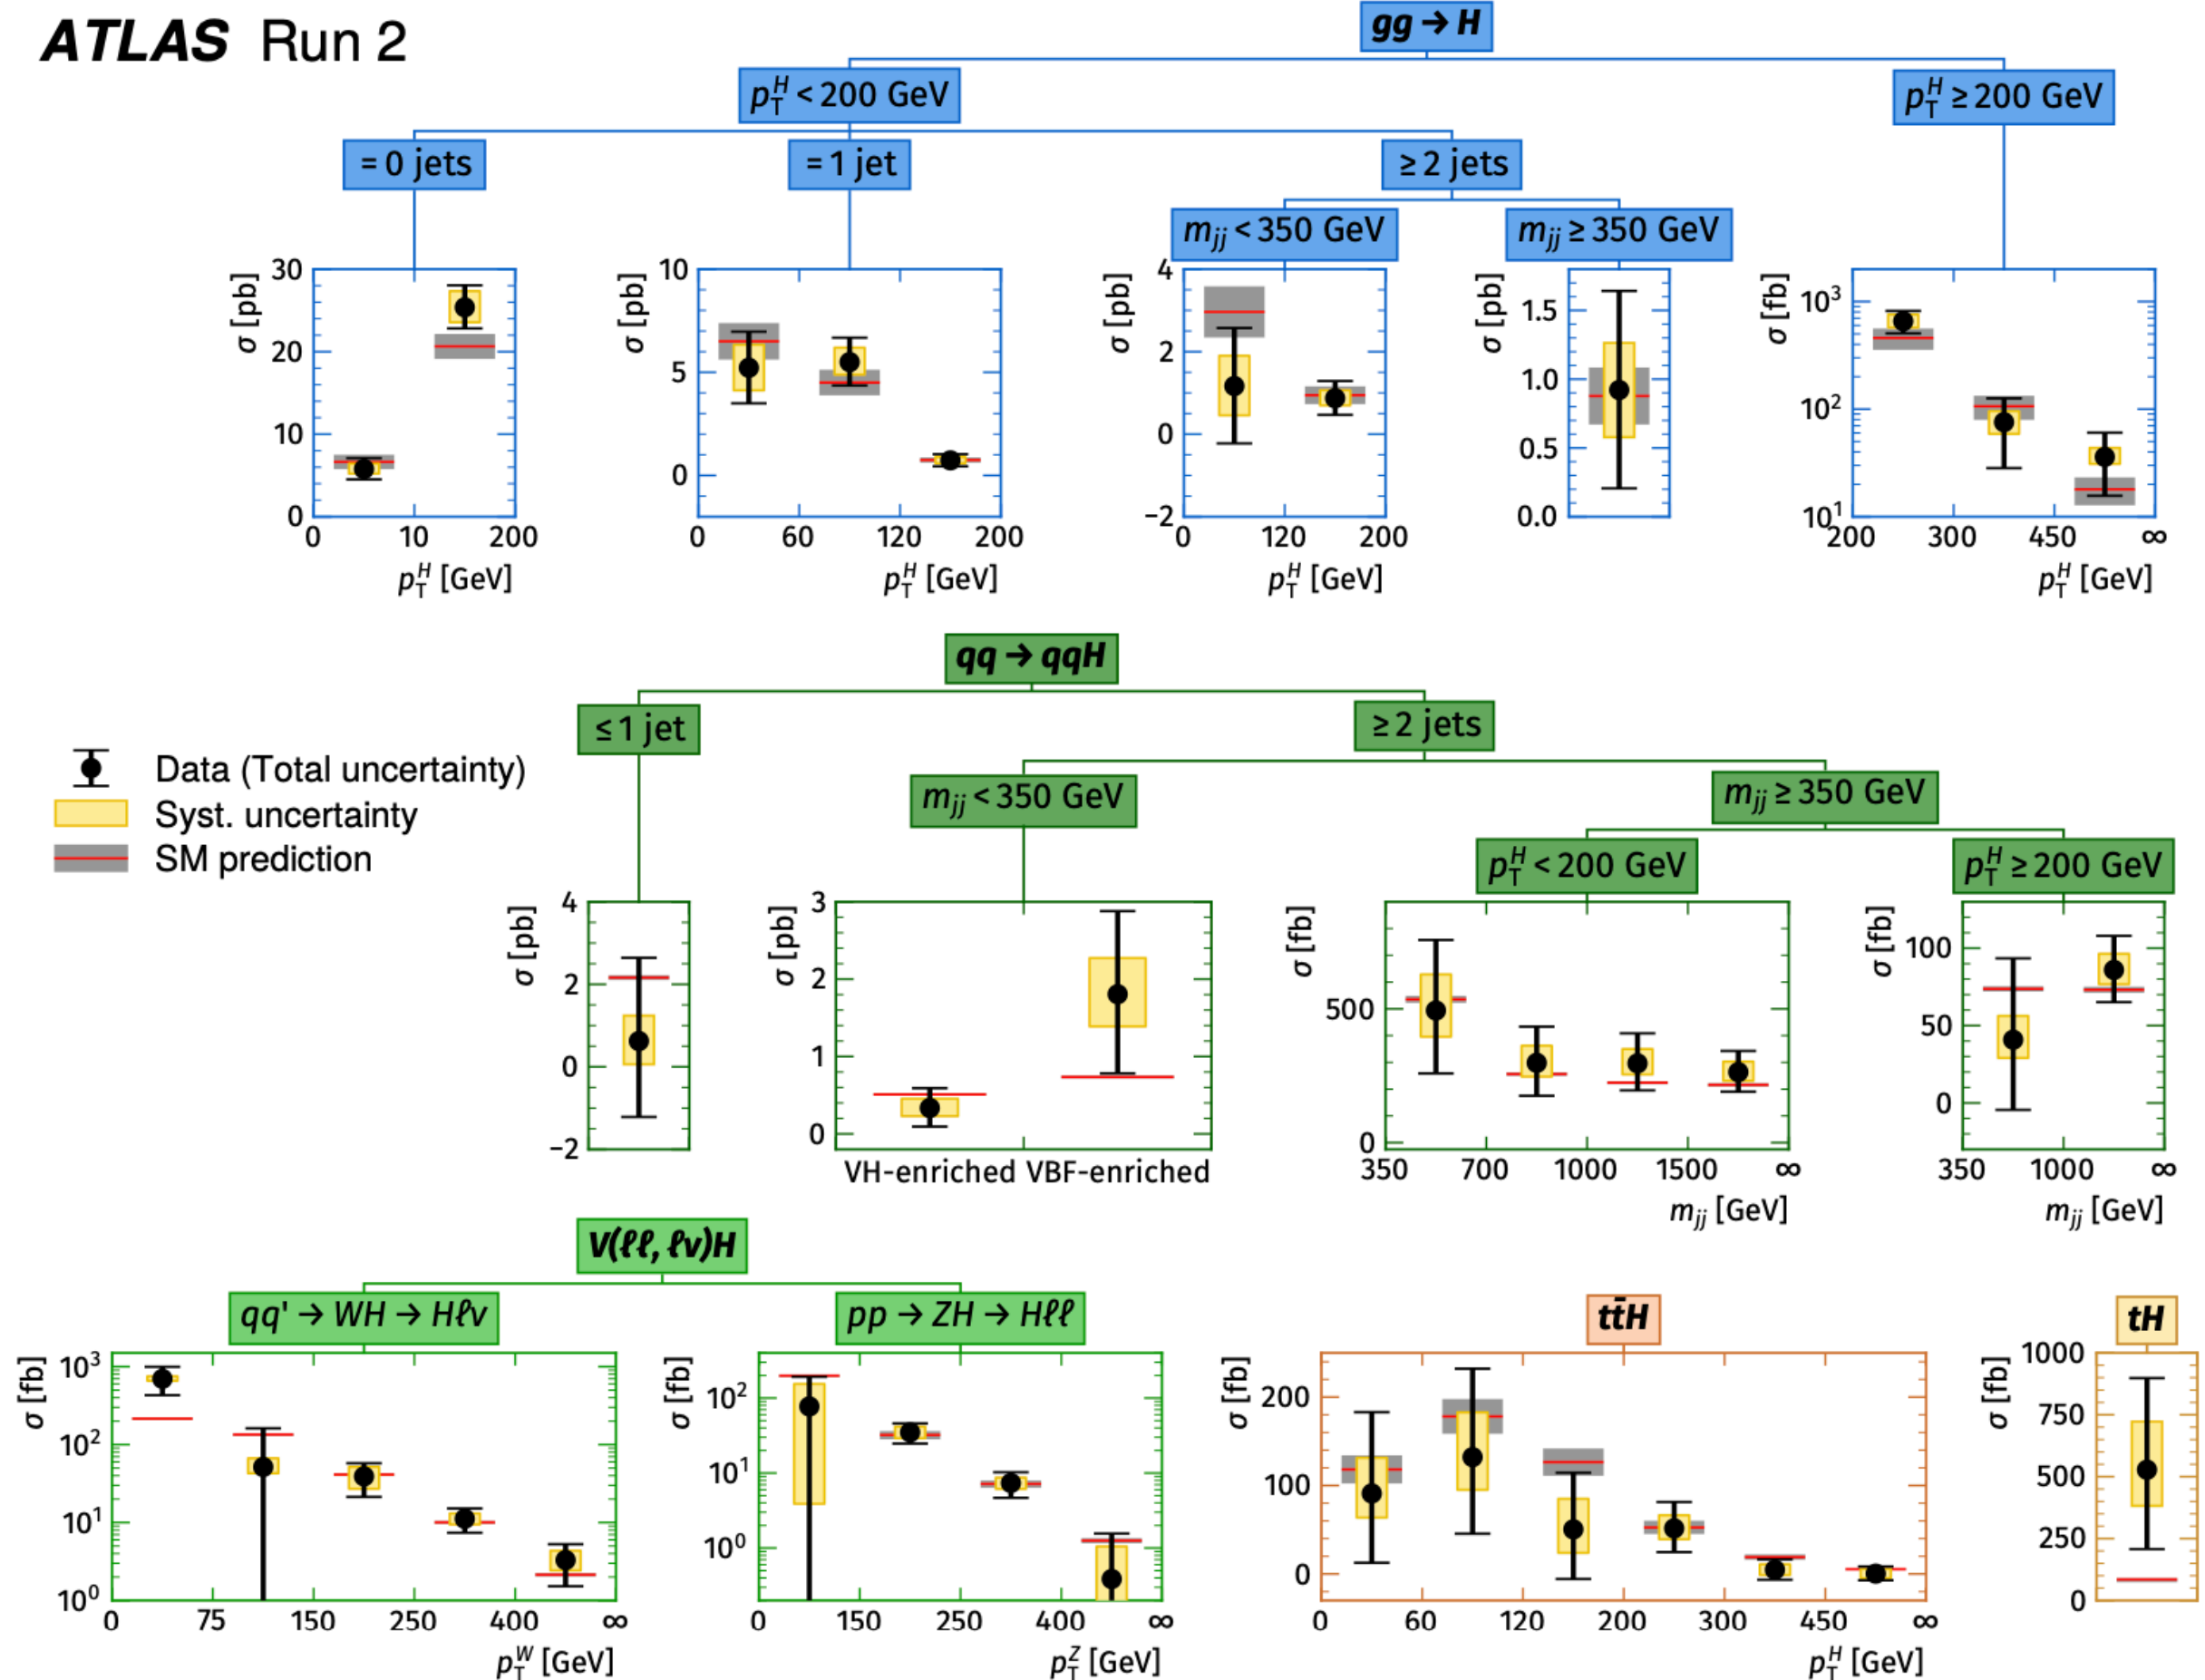 ATLAS Run 2
gg → H
p_T^H < 200 GeV
p_T^H ≥ 200 GeV
= 0 jets
= 1 jet
≥ 2 jets
m_jj < 350 GeV
m_jj ≥ 350 GeV
σ [pb]
30
20
10
0
0 10 200
p_T^H [GeV]
σ [pb]
10
5
0
0 60 120 200
p_T^H [GeV]
σ [pb]
4
2
0
−2
0 120 200
p_T^H [GeV]
σ [pb]
1.5
1.0
0.5
0.0
σ [fb]
10^3
10^2
10^1
200 300 450 ∞
p_T^H [GeV]
qq → qqH
≤ 1 jet
≥ 2 jets
m_jj < 350 GeV
m_jj ≥ 350 GeV
p_T^H < 200 GeV
p_T^H ≥ 200 GeV
Data (Total uncertainty)
Syst. uncertainty
SM prediction
σ [pb]
4
2
0
−2
σ [pb]
3
2
1
0
VH-enriched VBF-enriched
σ [fb]
500
0
350 700 1000 1500 ∞
m_jj [GeV]
σ [fb]
100
50
0
350 1000 ∞
m_jj [GeV]
V(ℓℓ, ℓν)H
qq' → WH → Hℓν
pp → ZH → Hℓℓ
σ [fb]
10^3
10^2
10^1
10^0
0 75 150 250 400 ∞
p_T^W [GeV]
σ [fb]
10^2
10^1
10^0
0 150 250 400 ∞
p_T^Z [GeV]
tt̄H
σ [fb]
200
100
0
0 60 120 200 300 450 ∞
p_T^H [GeV]
tH
σ [fb]
1000
750
500
250
0